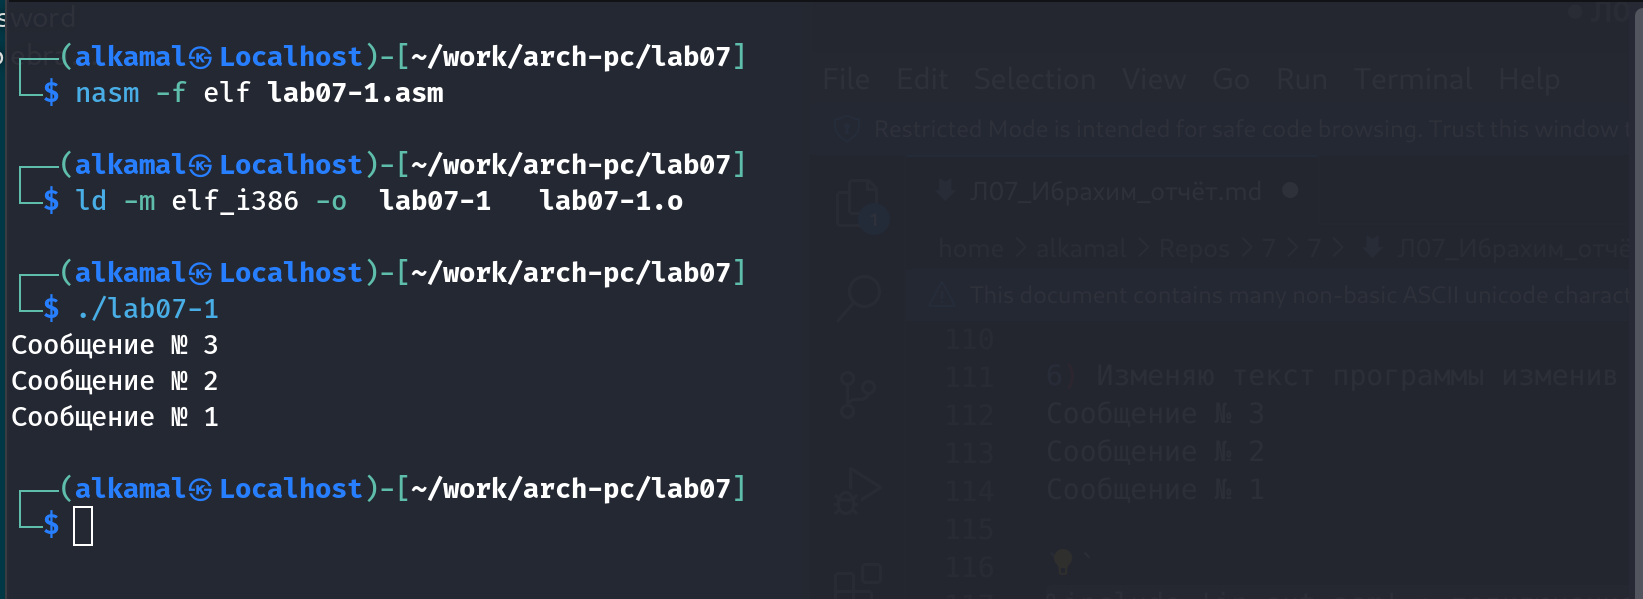 sword
(alkamal㉿Localhost)-[~/work/arch-pc/lab07]
$ nasm -f elf lab07-1.asm
(alkamal㉿Localhost)-[~/work/arch-pc/lab07]
$ ld -m elf_i386 -o  lab07-1   lab07-1.o
(alkamal㉿Localhost)-[~/work/arch-pc/lab07]
$ ./lab07-1
Сообщение № 3
Сообщение № 2
Сообщение № 1
(alkamal㉿Localhost)-[~/work/arch-pc/lab07]
$
File Edit Selection View Go Run Terminal Help
Restricted Mode is intended for safe code browsing. Trust this window
Л07_Ибрахим_отчёт.md
1
home > alkamal > Repos > 7 > 7 > Л07_Ибрахим_отчё
This document contains many non-basic ASCII unicode charact
110
111 6) Изменяю текст программы изменив
112 Сообщение № 3
113 Сообщение № 2
114 Сообщение № 1
115
116 `